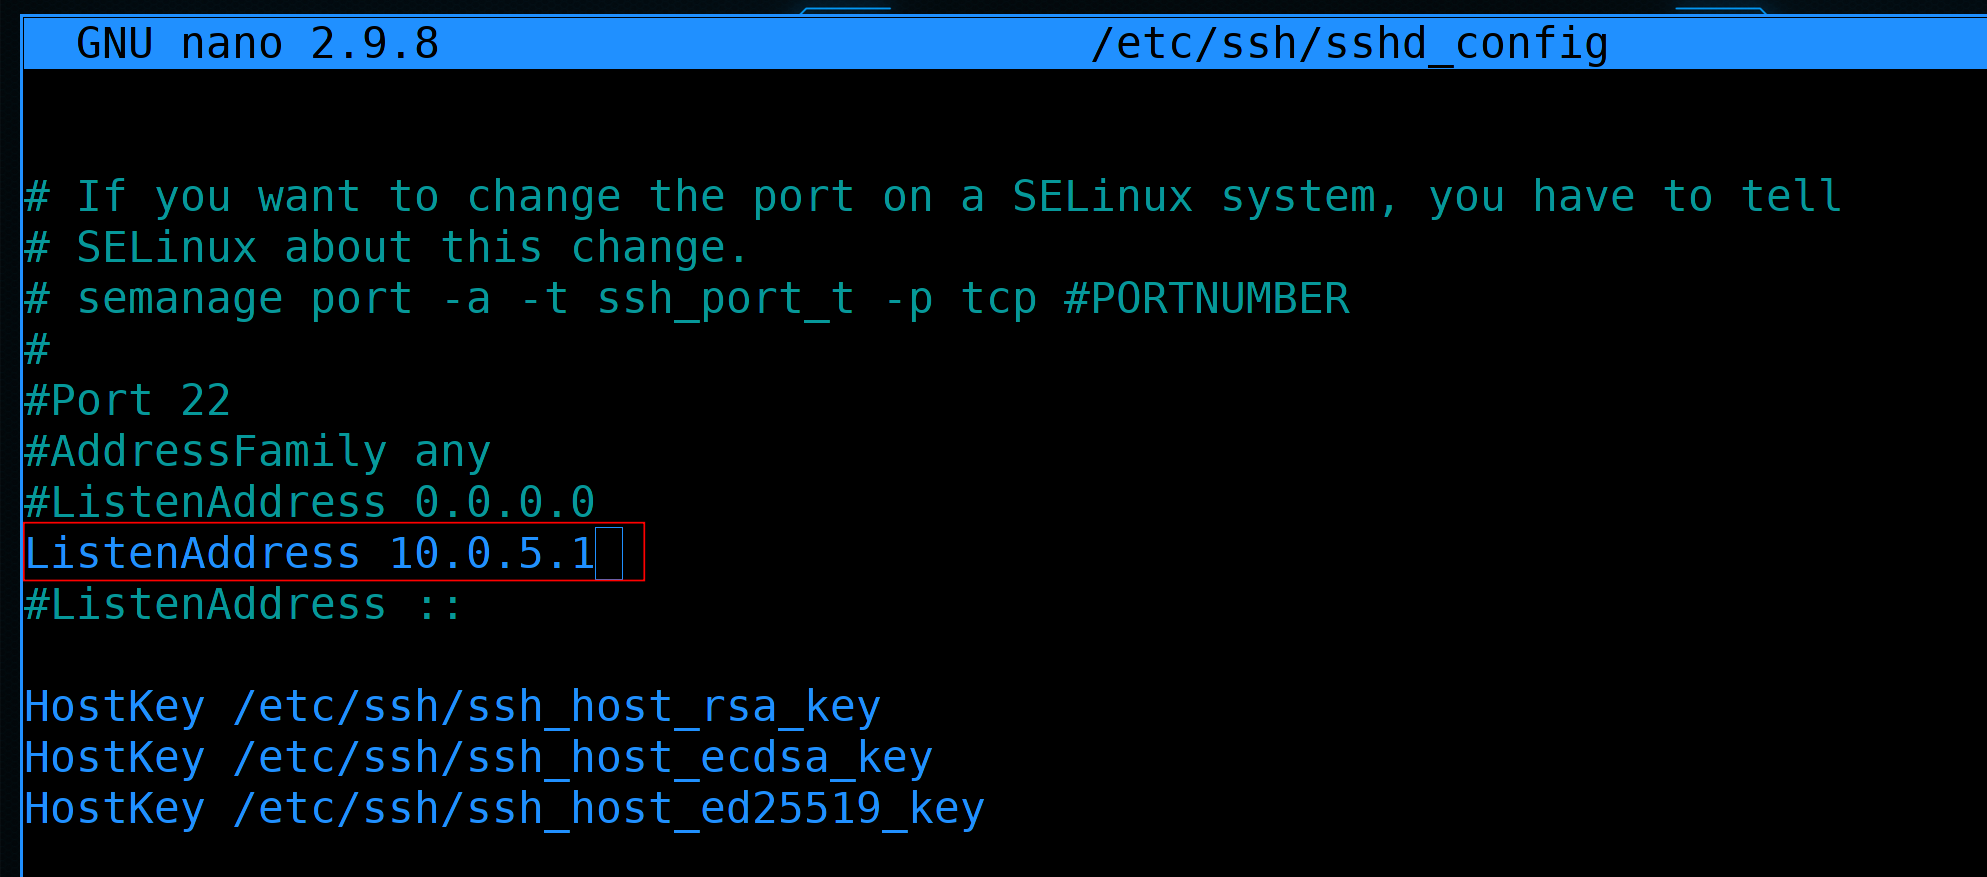 GNU nano 2.9.8 /etc/ssh/sshd_config
# If you want to change the port on a SELinux system, you have to tell
# SELinux about this change.
# semanage port -a -t ssh_port_t -p tcp #PORTNUMBER
#
#Port 22
#AddressFamily any
#ListenAddress 0.0.0.0
ListenAddress 10.0.5.1
#ListenAddress ::
HostKey /etc/ssh/ssh_host_rsa_key
HostKey /etc/ssh/ssh_host_ecdsa_key
HostKey /etc/ssh/ssh_host_ed25519_key